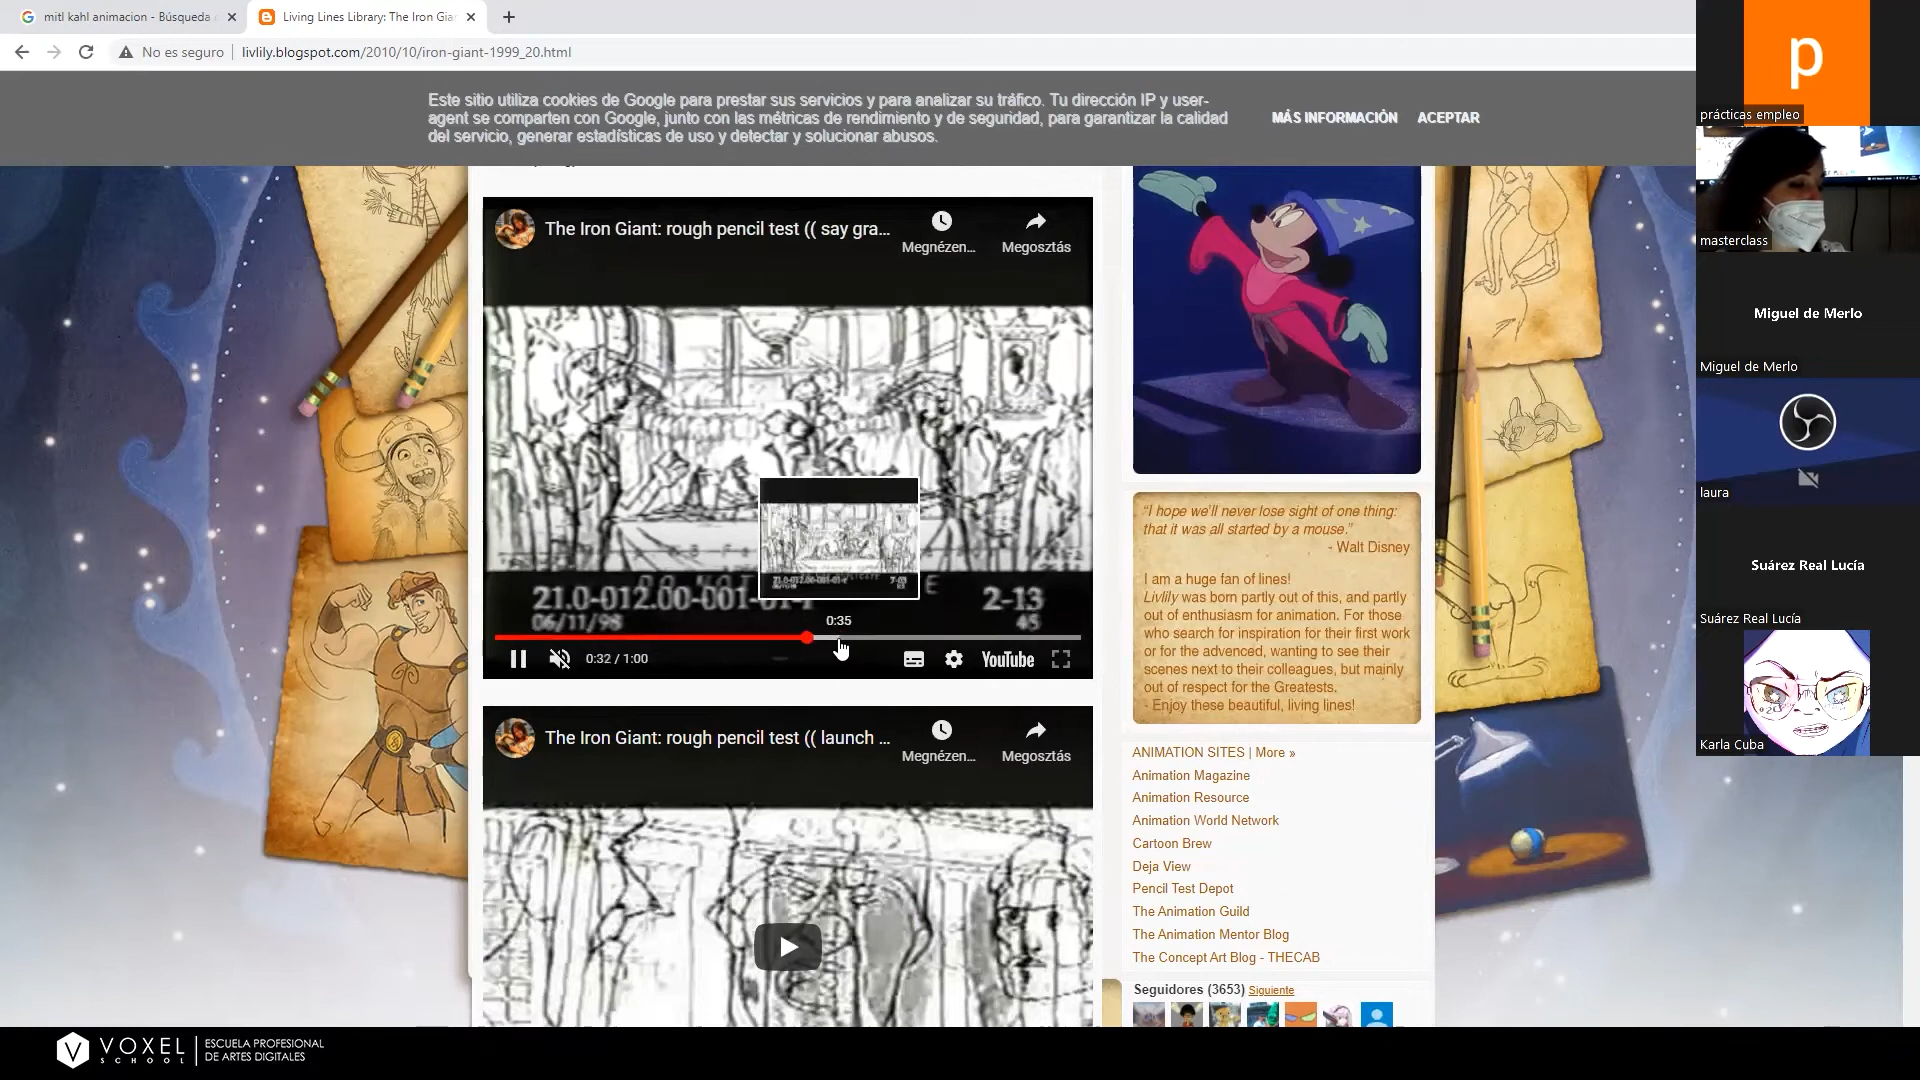 mitl kahl animacion - Búsqueda
Living Lines Library: The Iron Gia
No es seguro
livlily.blogspot.com/2010/10/iron-giant-1999_20.html
Este sitio utiliza cookies de Google para prestar sus servicios y para analizar su tráfico. Tu dirección IP y user-
agent se comparten con Google, junto con las métricas de rendimiento y de seguridad, para garantizar la calidad
del servicio, generar estadísticas de uso y detectar y solucionar abusos.
MÁS INFORMACIÓN
ACEPTAR
The Iron Giant: rough pencil test (( say gra...
Megnézen...
Megosztás
21.0-012.00-001-01-r
06/11/98
2-13
45
0:35
0:32 / 1:00
YouTube
The Iron Giant: rough pencil test (( launch ...
Megnézen...
Megosztás
“I hope we'll never lose sight of one thing:
that it was all started by a mouse.”
- Walt Disney
I am a huge fan of lines!
Livlily was born partly out of this, and partly
out of enthusiasm for animation. For those
who search for inspiration for their first work
or for the advenced, wanting to see their
scenes next to their colleagues, but mainly
out of respect for the Greatests.
- Enjoy these beautiful, living lines!
ANIMATION SITES | More »
Animation Magazine
Animation Resource
Animation World Network
Cartoon Brew
Deja View
Pencil Test Depot
The Animation Guild
The Animation Mentor Blog
The Concept Art Blog - THECAB
Seguidores (3653) Siguiente
p
prácticas empleo
masterclass
Miguel de Merlo
Miguel de Merlo
laura
Suárez Real Lucía
Suárez Real Lucía
Karla Cuba
VOXEL
SCHOOL
ESCUELA PROFESIONAL
DE ARTES DIGITALES